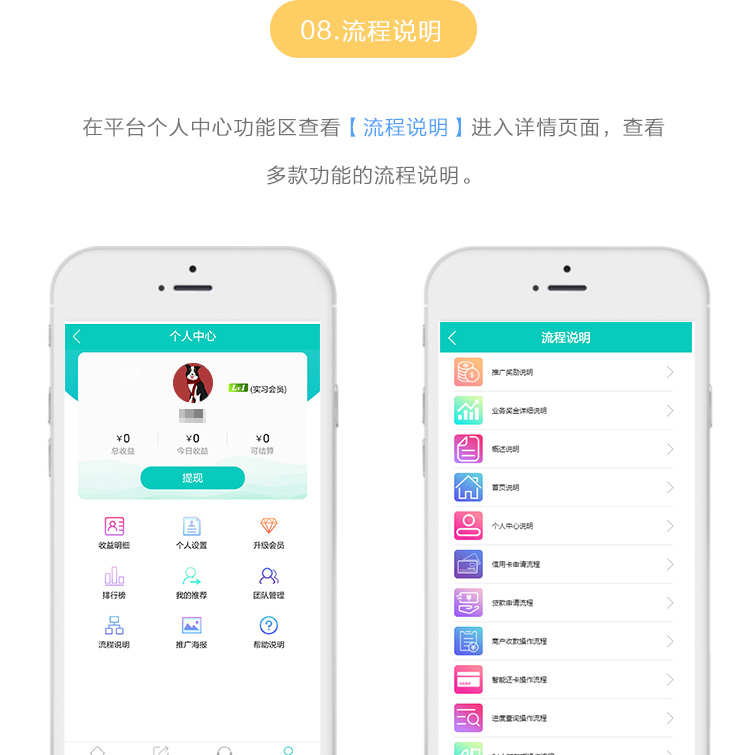 08.流程说明
在平台个人中心功能区查看【流程说明】进入详情页面，查看
多款功能的流程说明。
个人中心
Lv1 (实习会员)
¥0 ¥0 ¥0
总收益 今日收益 可结算
提现
收益明细 个人设置 升级会员
排行榜 我的推荐 团队管理
流程说明 推广海报 帮助说明
流程说明
推广奖励说明
业务奖金详细说明
概述说明
首页说明
个人中心说明
信用卡申请流程
贷款申请流程
商户收款操作流程
智能还卡操作流程
进度查询操作流程